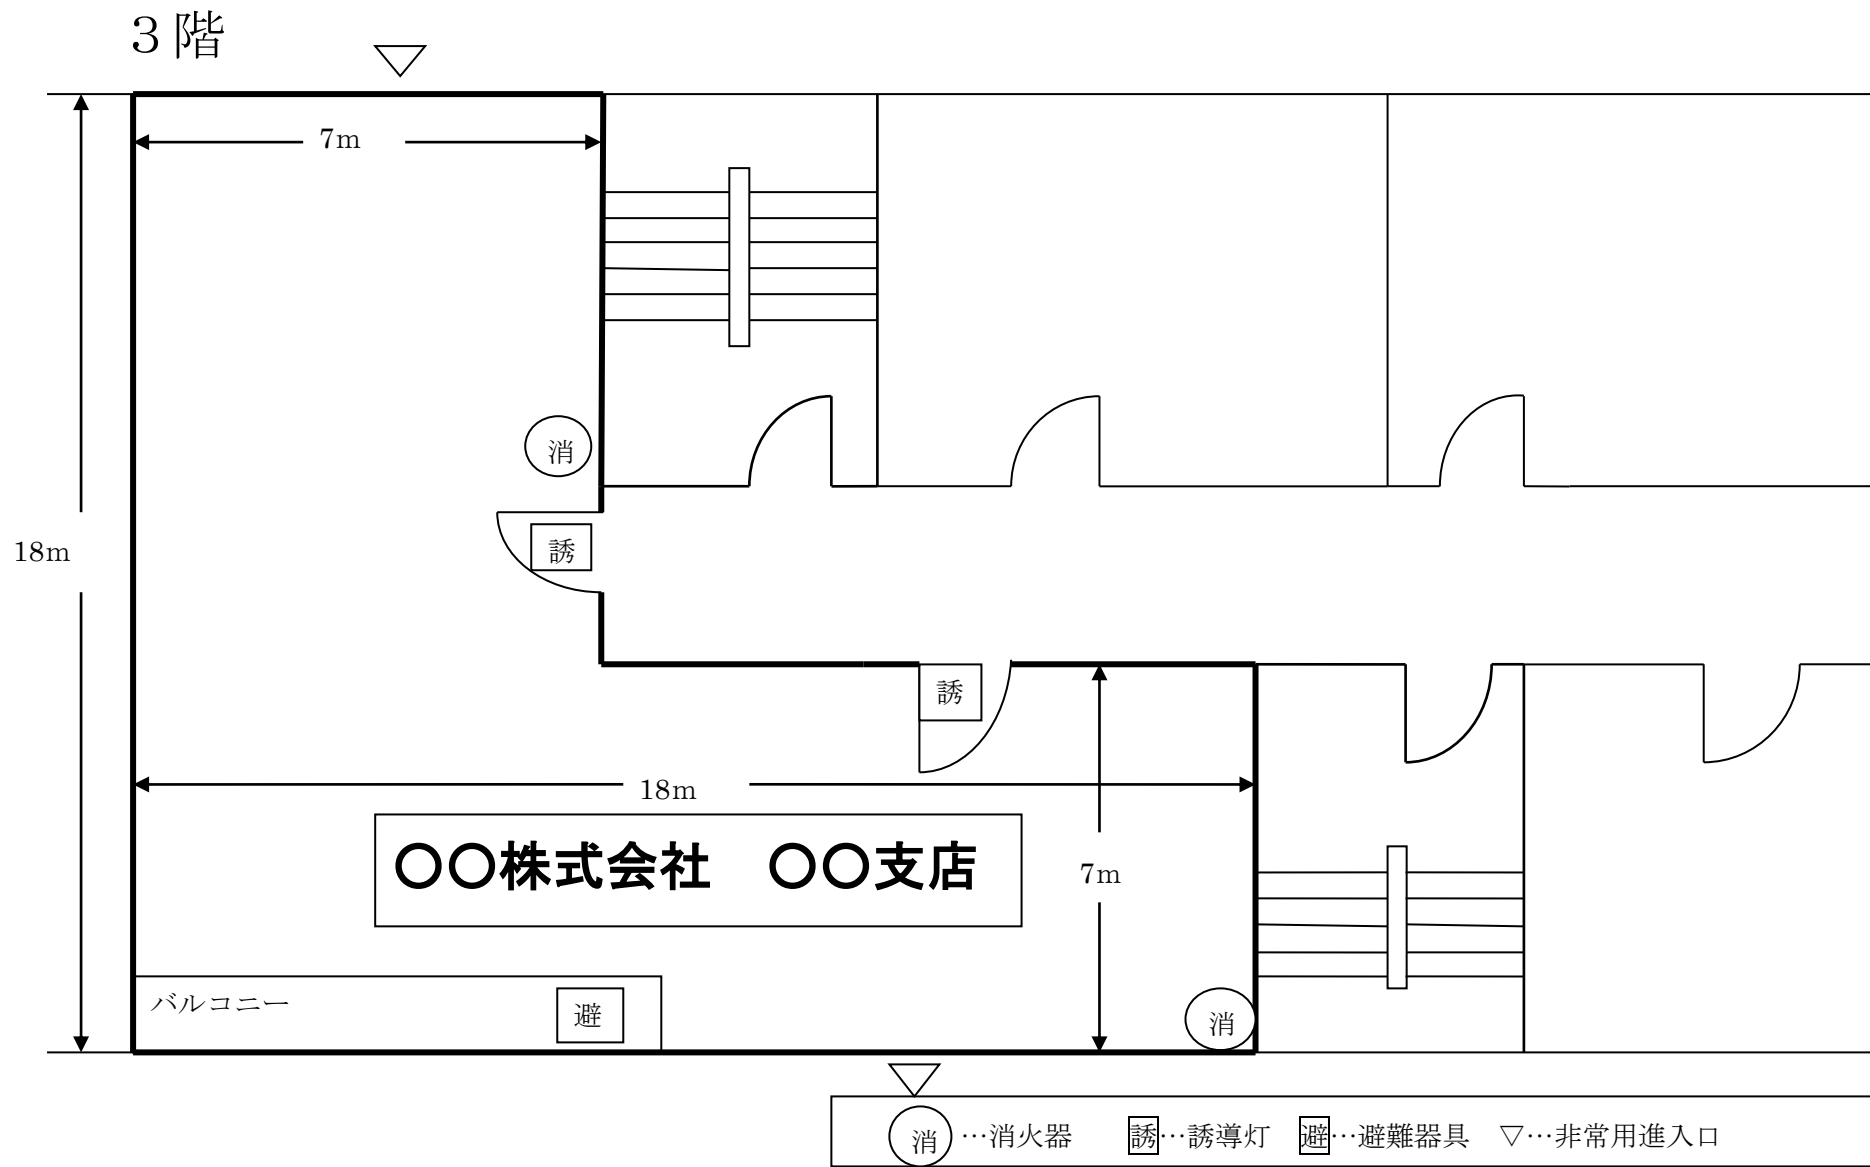 ３階
7m
消
18m
誘
誘
18m
〇〇株式会社　〇〇支店
7m
バルコニー
避
消
消…消火器　誘…誘導灯　避…避難器具　▽…非常用進入口